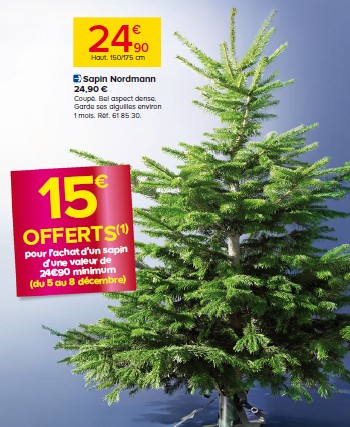 24€90
Haut. 150/175 cm
Sapin Nordmann
24,90 €
Coupé. Bel aspect dense.
Garde ses aiguilles environ
1 mois. Réf. 61 85 30.
15€
OFFERTS(1)
pour l'achat d'un sapin
d'une valeur de
24€90 minimum
(du 5 au 8 décembre)